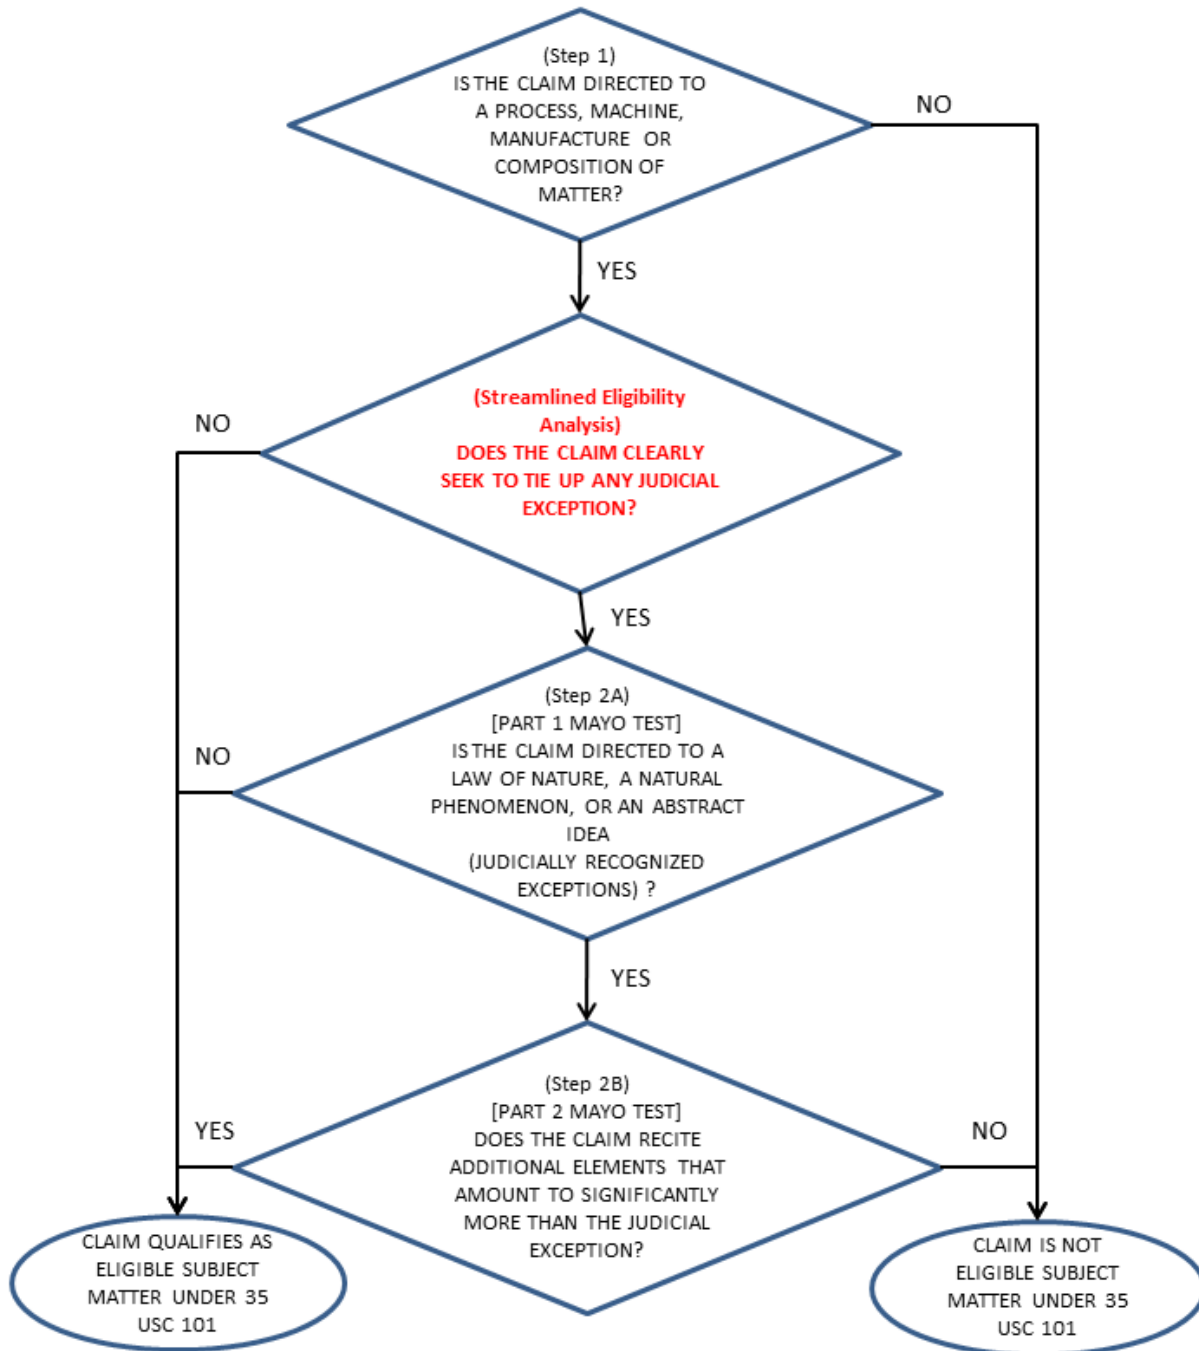 (Step 1)
IS THE CLAIM DIRECTED TO
A PROCESS, MACHINE,
MANUFACTURE OR
COMPOSITION OF
MATTER?
NO
YES
(Streamlined Eligibility
Analysis)
DOES THE CLAIM CLEARLY
SEEK TO TIE UP ANY JUDICIAL
EXCEPTION?
NO
YES
(Step 2A)
[PART 1 MAYO TEST]
IS THE CLAIM DIRECTED TO A
LAW OF NATURE, A NATURAL
PHENOMENON, OR AN ABSTRACT
IDEA
(JUDICIALLY RECOGNIZED
EXCEPTIONS) ?
NO
YES
(Step 2B)
[PART 2 MAYO TEST]
DOES THE CLAIM RECITE
ADDITIONAL ELEMENTS THAT
AMOUNT TO SIGNIFICANTLY
MORE THAN THE JUDICIAL
EXCEPTION?
YES
NO
CLAIM QUALIFIES AS
ELIGIBLE SUBJECT
MATTER UNDER 35
USC 101
CLAIM IS NOT
ELIGIBLE SUBJECT
MATTER UNDER 35
USC 101